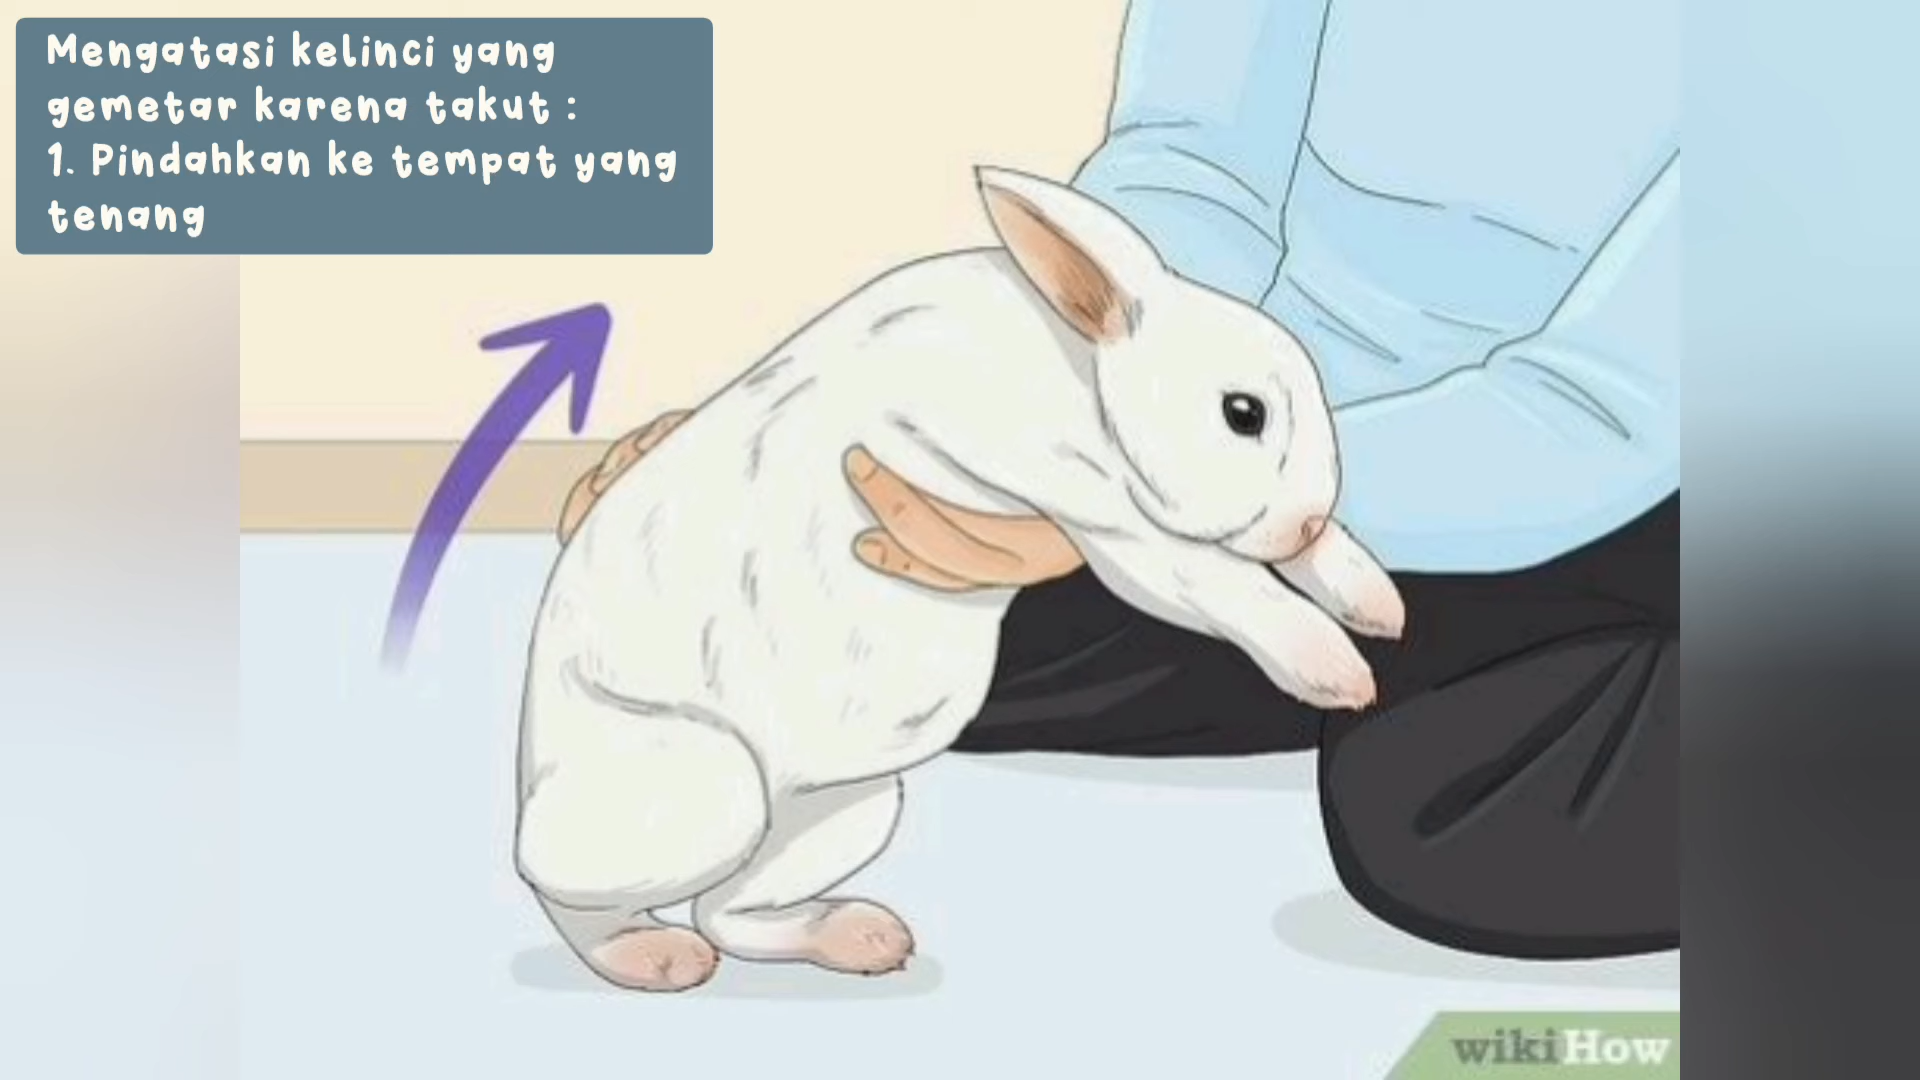 Mengatasi kelinci yang
gemetar karena takut :
1. Pindahkan ke tempat yang
tenang
wikiHow